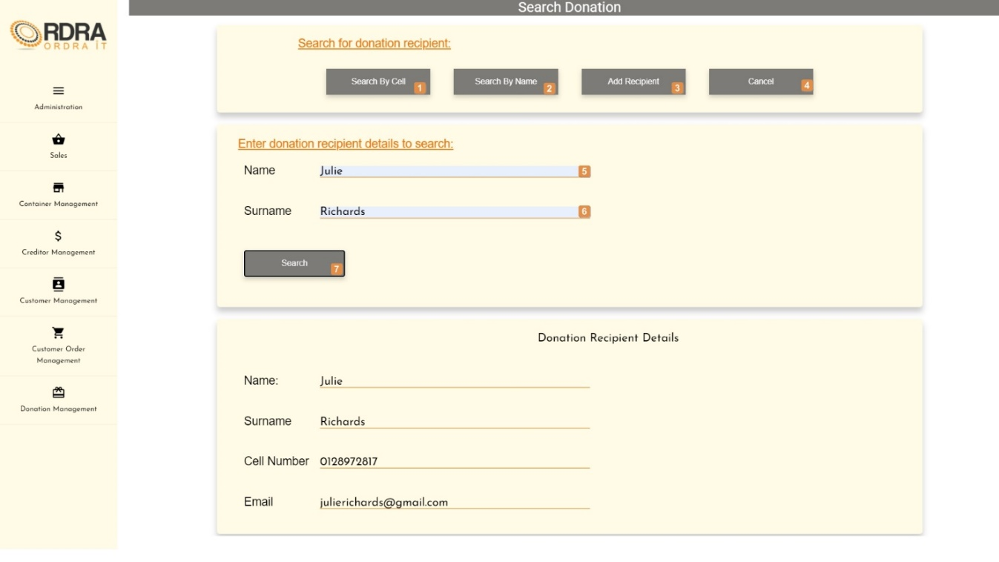 Search Donation
RDRA
ORDRA IT
Administration
Sales
Container Management
Creditor Management
Customer Management
Customer Order
Management
Donation Management
Search for donation recipient:
Search By Cell 1 Search By Name 2 Add Recipient 3 Cancel 4
Enter donation recipient details to search:
Name Julie 5
Surname Richards 6
Search 7
Donation Recipient Details
Name: Julie
Surname Richards
Cell Number 0128972817
Email julierichards@gmail.com